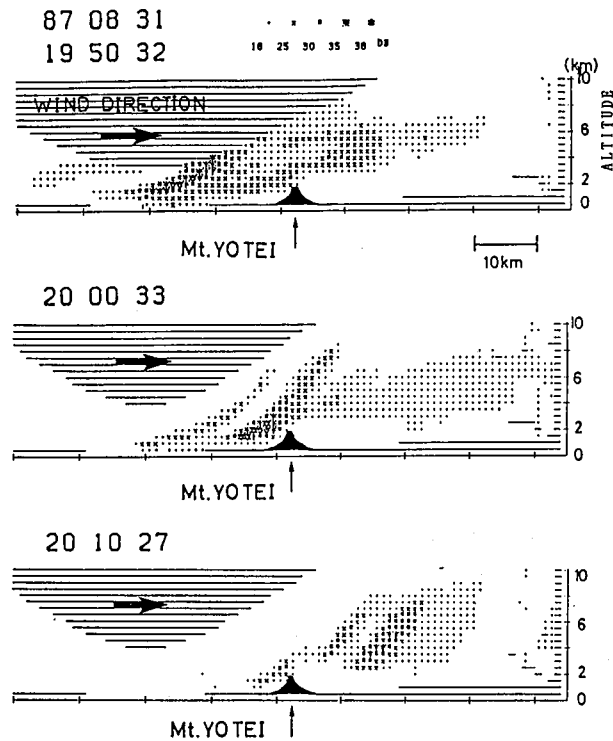 87 08 31
19 50 32
18 25 30 35 38 DB
(km)
10
WIND DIRECTION
6
ALTITUDE
2
0
Mt.YOTEI
10km
20 00 33
10
6
2
0
Mt.YOTEI
20 10 27
10
6
2
0
Mt.YOTEI